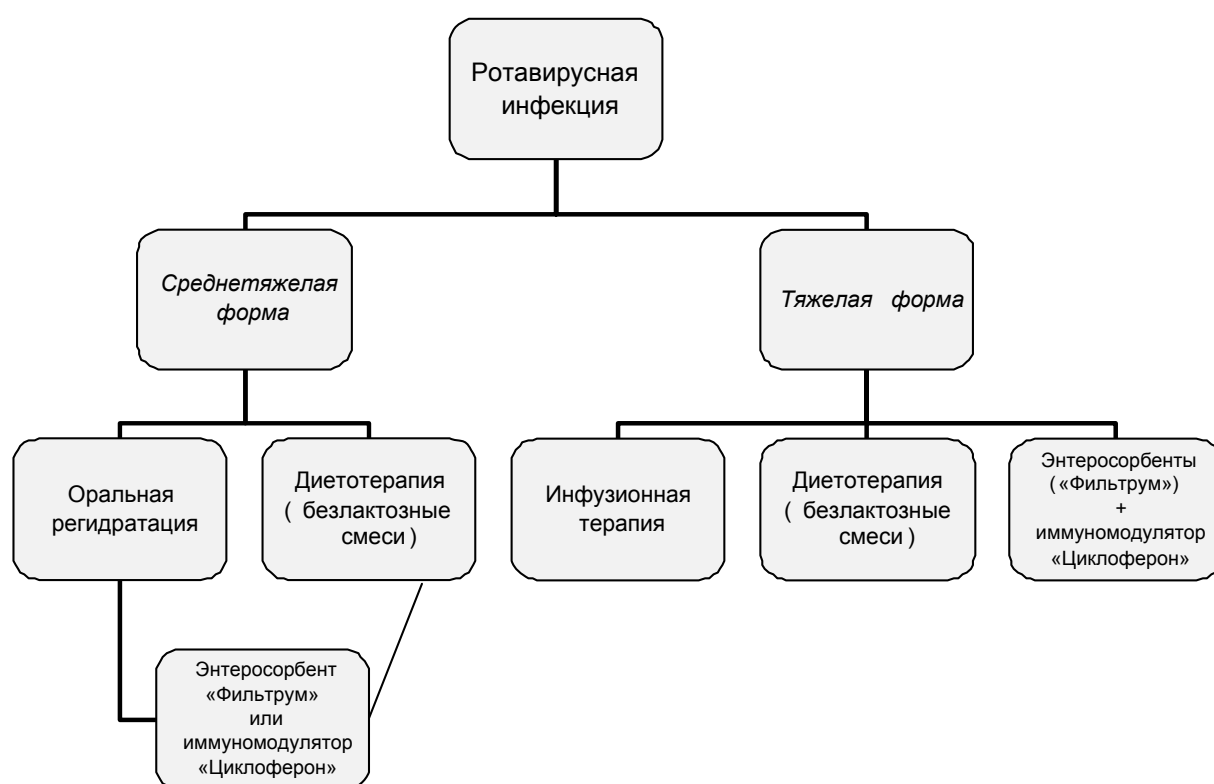 Ротавирусная
инфекция
Среднетяжелая
форма
Тяжелая форма
Оральная
регидратация
Диетотерапия
( безлактозные
смеси )
Инфузионная
терапия
Диетотерапия
( безлактозные
смеси )
Энтеросорбенты
( «Фильтрум» )
+
иммуномодулятор
«Циклоферон»
Энтеросорбент
«Фильтрум»
или
иммуномодулятор
«Циклоферон»